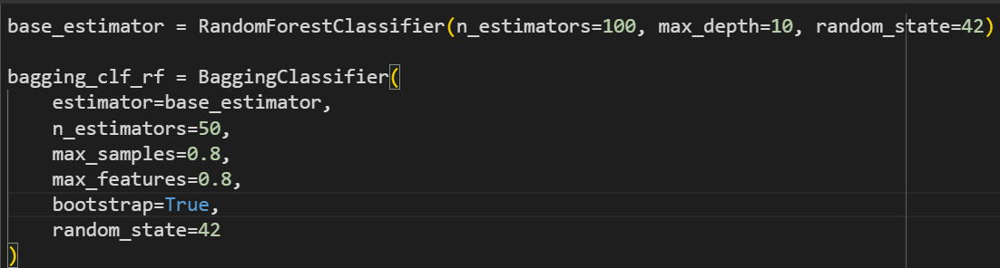 base_estimator = RandomForestClassifier(n_estimators=100, max_depth=10, random_state=42)
bagging_clf_rf = BaggingClassifier(
    estimator=base_estimator,
    n_estimators=50,
    max_samples=0.8,
    max_features=0.8,
    bootstrap=True,
    random_state=42
)